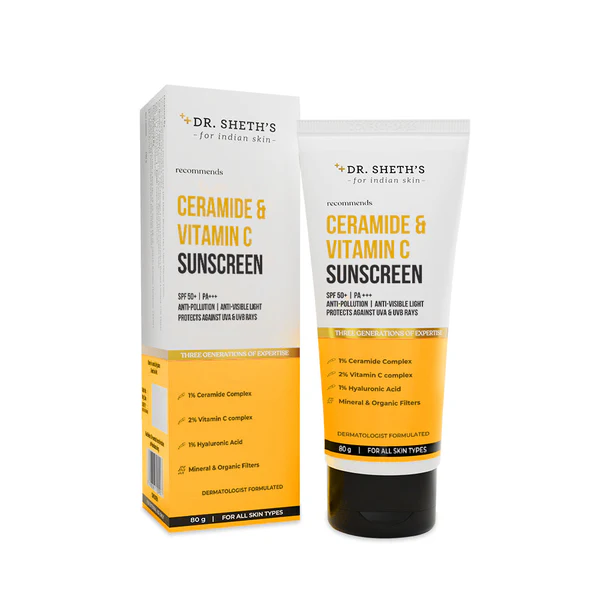 DR. SHETH'S
- for indian skin -
recommends
CERAMIDE &
VITAMIN C
SUNSCREEN
SPF 50+ | PA+++
ANTI-POLLUTION | ANTI-VISIBLE LIGHT
PROTECTS AGAINST UVA & UVB RAYS
THREE GENERATIONS OF EXPERTISE
1% Ceramide Complex
2% Vitamin C complex
1% Hyaluronic Acid
Mineral & Organic Filters
DERMATOLOGIST FORMULATED
80 g | FOR ALL SKIN TYPES
DR. SHETH'S
- for indian skin -
recommends
CERAMIDE &
VITAMIN C
SUNSCREEN
SPF 50+ | PA +++
ANTI-POLLUTION | ANTI-VISIBLE LIGHT
PROTECTS AGAINST UVA & UVB RAYS
THREE GENERATIONS OF EXPERTISE
1% Ceramide Complex
2% Vitamin C complex
1% Hyaluronic Acid
Mineral & Organic Filters
DERMATOLOGIST FORMULATED
80 g | FOR ALL SKIN TYPES